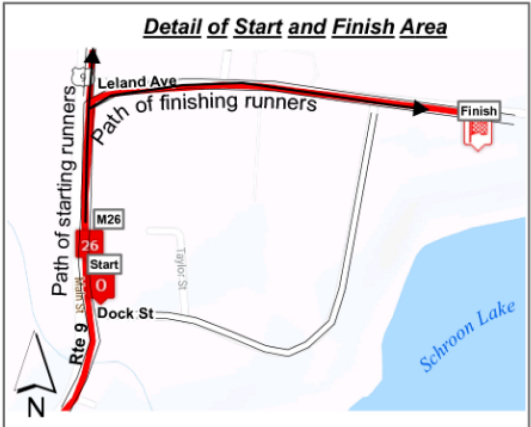 Detail of Start and Finish Area
9
Leland Ave
Path of finishing runners
Finish
Path of starting runners
M26
26
Start
0
Main St
Taylor St
Dock St
Rte 9
Schroon Lake
N